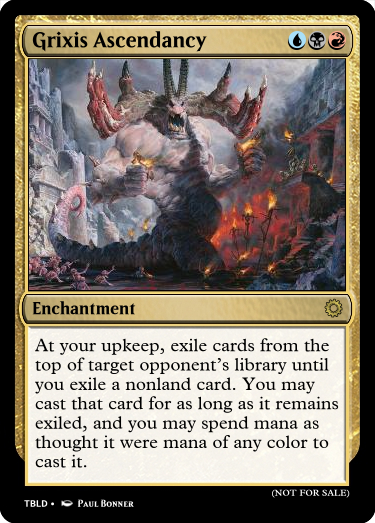 Grixis Ascendancy
Enchantment
At your upkeep, exile cards from the
top of target opponent's library until
you exile a nonland card. You may
cast that card for as long as it remains
exiled, and you may spend mana as
thought it were mana of any color to
cast it.
(NOT FOR SALE)
TBLD • Paul Bonner